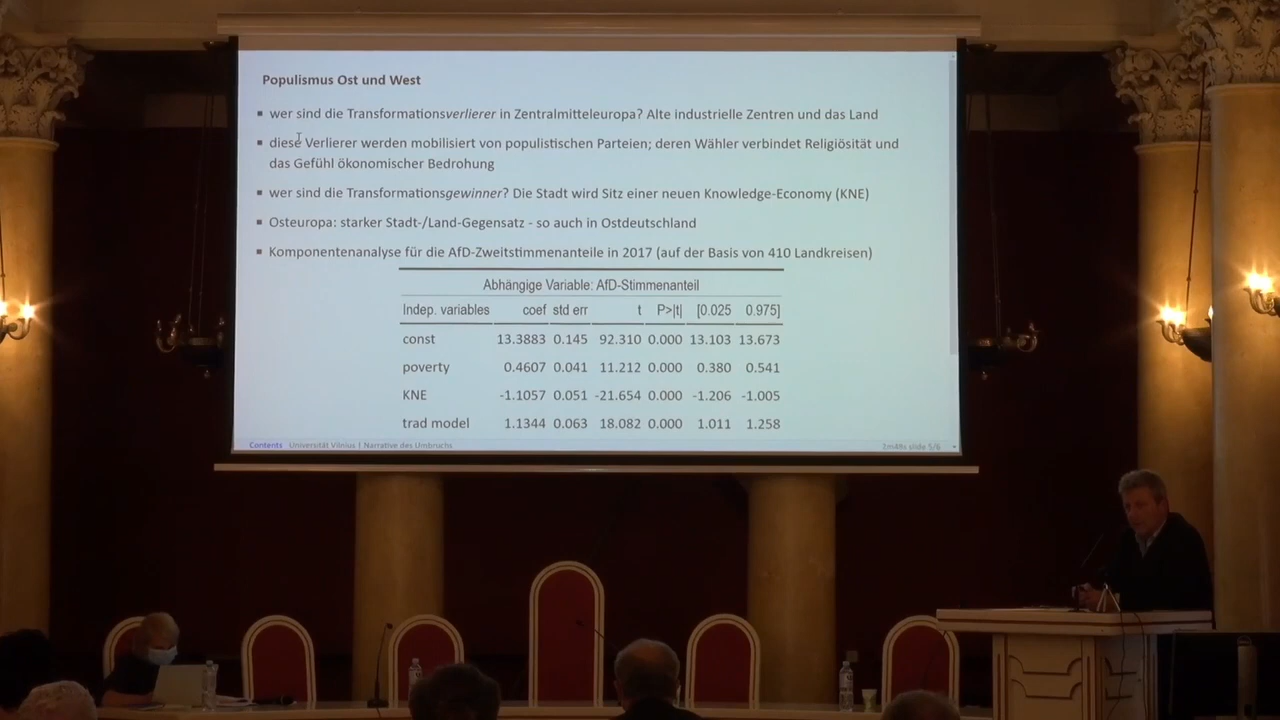 Populismus Ost und West
▪ wer sind die Transformationsverlierer in Zentralmitteleuropa? Alte industrielle Zentren und das Land
▪ diese Verlierer werden mobilisiert von populistischen Parteien; deren Wähler verbindet Religiösität und
das Gefühl ökonomischer Bedrohung
▪ wer sind die Transformationsgewinner? Die Stadt wird Sitz einer neuen Knowledge-Economy (KNE)
▪ Osteuropa: starker Stadt-/Land-Gegensatz - so auch in Ostdeutschland
▪ Komponentenanalyse für die AfD-Zweitstimmenanteile in 2017 (auf der Basis von 410 Landkreisen)
Abhängige Variable: AfD-Stimmenanteil
Indep. variables coef std err t P>|t| [0.025 0.975]
const 13.3883 0.145 92.310 0.000 13.103 13.673
poverty 0.4607 0.041 11.212 0.000 0.380 0.541
KNE -1.1057 0.051 -21.654 0.000 -1.206 -1.005
trad model 1.1344 0.063 18.082 0.000 1.011 1.258
Contents Universität Vilnius | Narrative des Umbruchs slide 5/6